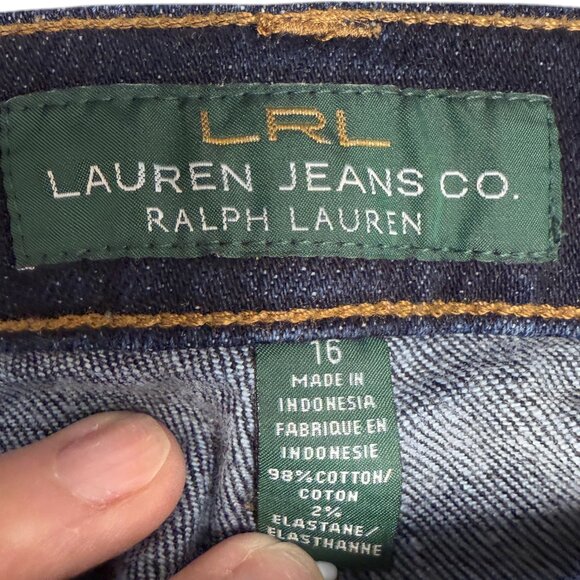 LRL
LAUREN JEANS CO.
RALPH LAUREN
16
MADE IN
INDONESIA
FABRIQUE EN
INDONESIE
98% COTTON/
COTON
2%
ELASTANE/
ELASTHANNE